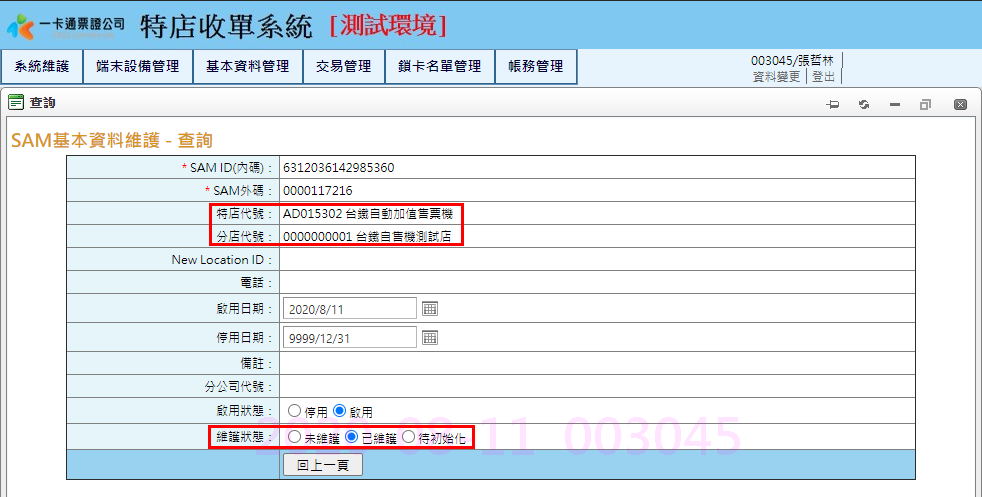 一卡通票證公司 特店收單系統 [測試環境]
系統維護 端末設備管理 基本資料管理 交易管理 鎖卡名單管理 帳務管理
003045/張哲林
資料變更 登出
查詢
SAM基本資料維護 - 查詢
* SAM ID(內碼)： 6312036142985360
* SAM外碼： 0000117216
特店代號： AD015302 台鐵自動加值售票機
分店代號： 0000000001 台鐵自售機測試店
New Location ID：
電話：
啟用日期： 2020/8/11
停用日期： 9999/12/31
備註：
分公司代號：
啟用狀態： 停用 啟用
維護狀態： 未維護 已維護 待初始化
003045
回上一頁